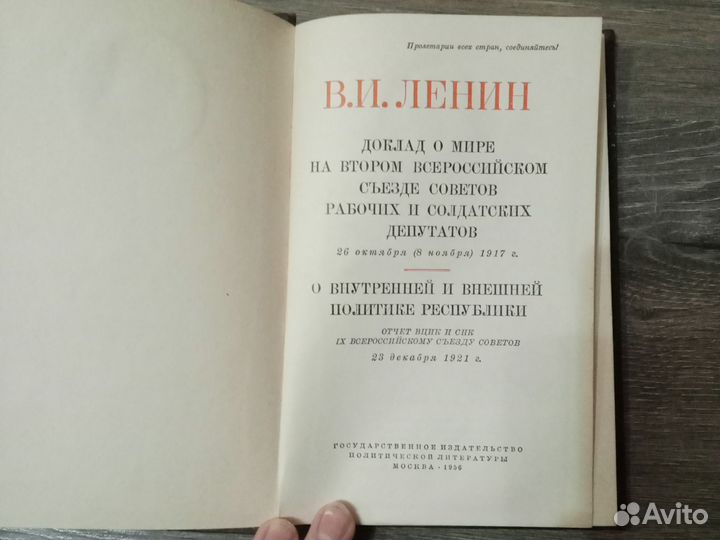 Пролетарии всех стран, соединяйтесь!
В.И. ЛЕНИН
ДОКЛАД О МИРЕ
НА ВТОРОМ ВСЕРОССИЙСКОМ
СЪЕЗДЕ СОВЕТОВ
РАБОЧИХ И СОЛДАТСКИХ
ДЕПУТАТОВ
26 октября (8 ноября) 1917 г.
О ВНУТРЕННЕЙ И ВНЕШНЕЙ
ПОЛИТИКЕ РЕСПУБЛИКИ
ОТЧЕТ ВЦИК И СНК
IX ВСЕРОССИЙСКОМУ СЪЕЗДУ СОВЕТОВ
23 декабря 1921 г.
ГОСУДАРСТВЕННОЕ ИЗДАТЕЛЬСТВО
ПОЛИТИЧЕСКОЙ ЛИТЕРАТУРЫ
МОСКВА · 1956
Avito